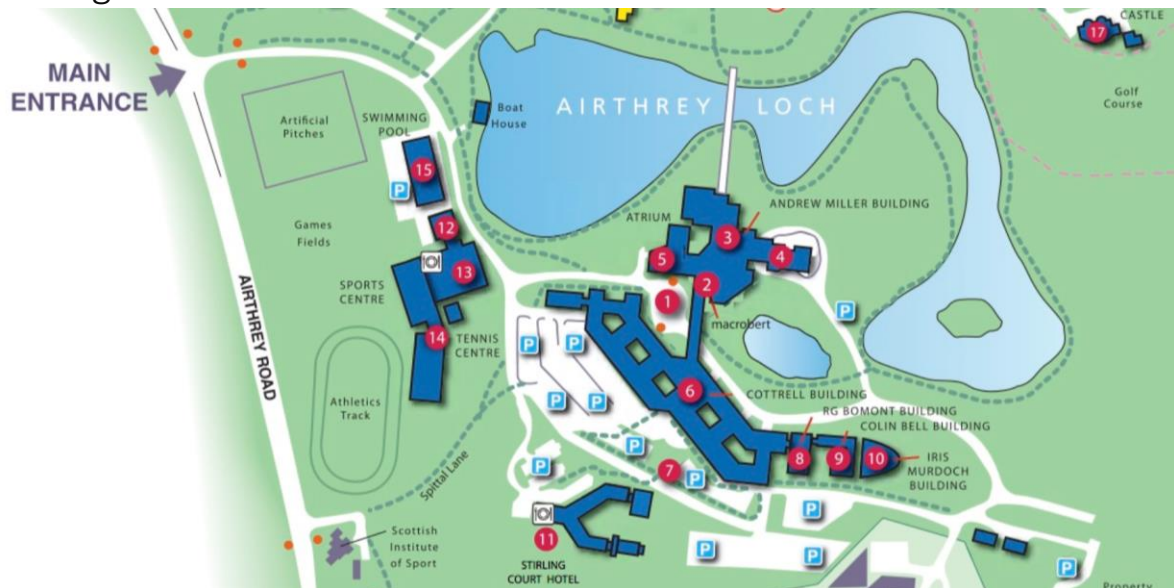 CASTLE
17
MAIN
ENTRANCE
AIRTHREY LOCH
Boat
House
Golf
Course
Artificial
Pitches
SWIMMING
POOL
15
P
ATRIUM
ANDREW MILLER BUILDING
Games
Fields
12
13
3
5
4
2
1
macrobert
P
AIRTHREY ROAD
SPORTS
CENTRE
14
TENNIS
CENTRE
P
P
P
P
6
COTTRELL BUILDING
RG BOMONT BUILDING
COLIN BELL BUILDING
Athletics
Track
P
8
9
10
IRIS
MURDOCH
BUILDING
Spittal Lane
P
7
P
11
STIRLING
COURT HOTEL
Scottish
Institute
of Sport
P
P
P
P